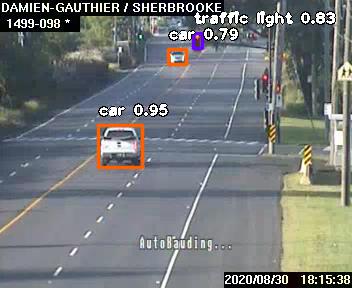 DAMIEN-GAUTHIER / SHERBROOKE
1499-098 *
traffic light 0.83
car 0.79
car 0.95
AutoBauding...
2020/08/30 18:15:38